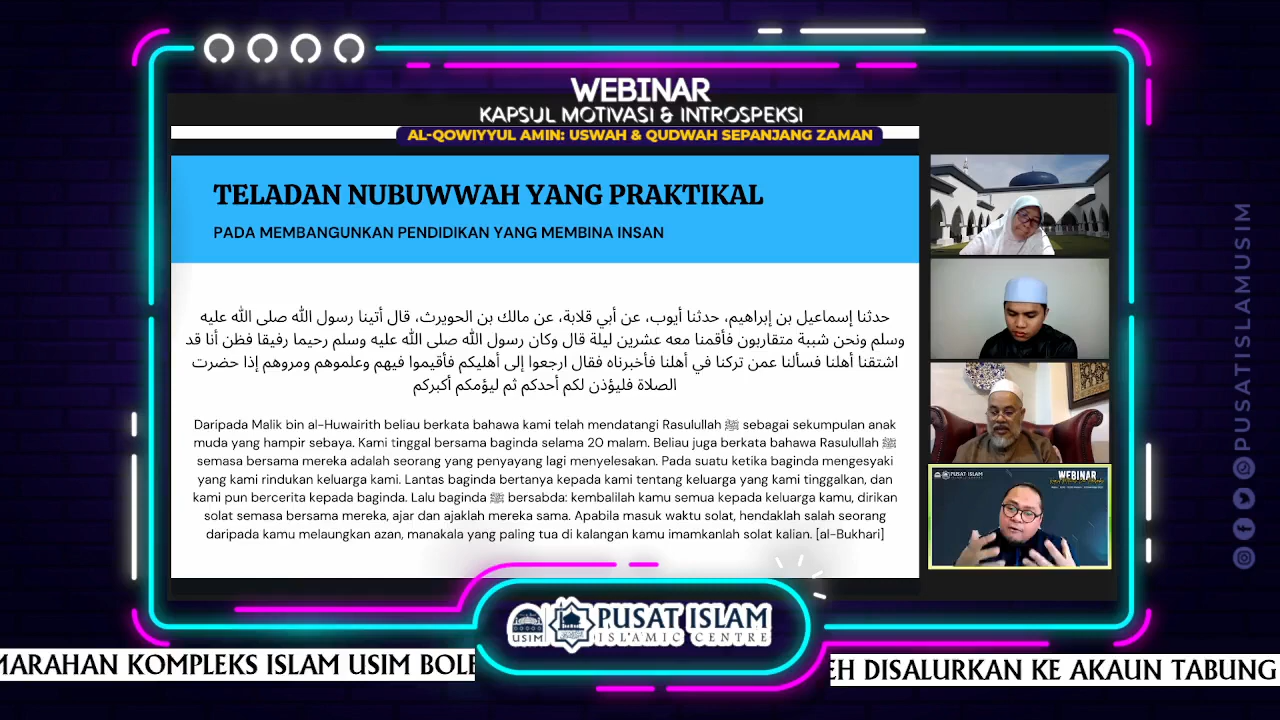 WEBINAR
KAPSUL MOTIVASI & INTROSPEKSI
AL-QOWIYYUL AMIN: USWAH & QUDWAH SEPANJANG ZAMAN
TELADAN NUBUWWAH YANG PRAKTIKAL
PADA MEMBANGUNKAN PENDIDIKAN YANG MEMBINA INSAN
حدثنا إسماعيل بن إبراهيم، حدثنا أيوب، عن أبي قلابة، عن مالك بن الحويرث، قال أتينا رسول الله صلى الله عليه
وسلم ونحن شببة متقاربون فأقمنا معه عشرين ليلة قال وكان رسول الله صلى الله عليه وسلم رحيما رفيقا فظن أنا قد
اشتقنا أهلنا فسألنا عمن تركنا في أهلنا فأخبرناه فقال ارجعوا إلى أهليكم فأقيموا فيهم وعلموهم ومروهم إذا حضرت
الصلاة فليؤذن لكم أحدكم ثم ليؤمكم أكبركم
Daripada Malik bin al-Huwairith beliau berkata bahawa kami telah mendatangi Rasulullah ﷺ sebagai sekumpulan anak
muda yang hampir sebaya. Kami tinggal bersama baginda selama 20 malam. Beliau juga berkata bahawa Rasulullah ﷺ
semasa bersama mereka adalah seorang yang penyayang lagi menyelesakan. Pada suatu ketika baginda mengesyaki
yang kami rindukan keluarga kami. Lantas baginda bertanya kepada kami tentang keluarga yang kami tinggalkan, dan
kami pun bercerita kepada baginda. Lalu baginda ﷺ bersabda: kembalilah kamu semua kepada keluarga kamu, dirikan
solat semasa bersama mereka, ajar dan ajaklah mereka sama. Apabila masuk waktu solat, hendaklah salah seorang
daripada kamu melaungkan azan, manakala yang paling tua di kalangan kamu imamkanlah solat kalian. [al-Bukhari]
PUSAT ISLAM
WEBINAR
PUSATISLAMUSIM
USIM
PUSAT ISLAM
ISLAMIC CENTRE
MARAHAN KOMPLEKS ISLAM USIM BOLE
EH DISALURKAN KE AKAUN TABUNG